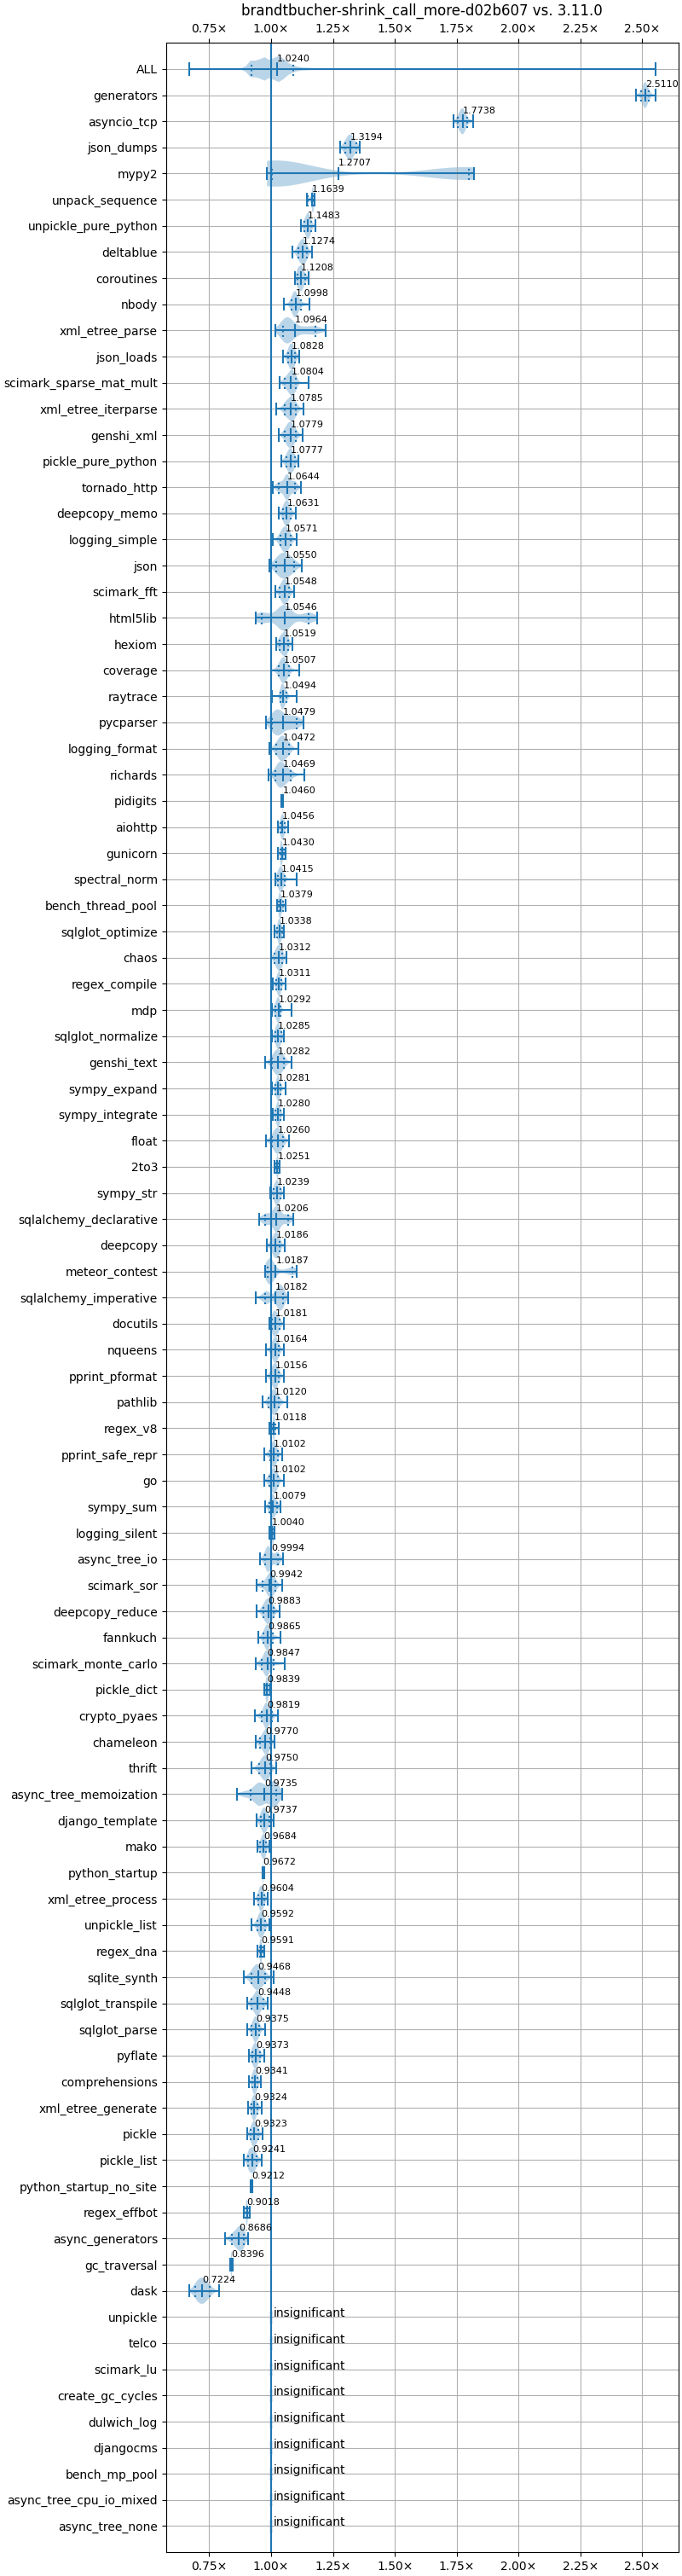 brandtbucher-shrink_call_more-d02b607 vs. 3.11.0
0.75× 1.00× 1.25× 1.50× 1.75× 2.00× 2.25× 2.50×
ALL 1.0240
generators 2.5110
asyncio_tcp 1.7738
json_dumps 1.3194
mypy2 1.2707
unpack_sequence 1.1639
unpickle_pure_python 1.1483
deltablue 1.1274
coroutines 1.1208
nbody 1.0998
xml_etree_parse 1.0964
json_loads 1.0828
scimark_sparse_mat_mult 1.0804
xml_etree_iterparse 1.0785
genshi_xml 1.0779
pickle_pure_python 1.0777
tornado_http 1.0644
deepcopy_memo 1.0631
logging_simple 1.0571
json 1.0550
scimark_fft 1.0548
html5lib 1.0546
hexiom 1.0519
coverage 1.0507
raytrace 1.0494
pycparser 1.0479
logging_format 1.0472
richards 1.0469
pidigits 1.0460
aiohttp 1.0456
gunicorn 1.0430
spectral_norm 1.0415
bench_thread_pool 1.0379
sqlglot_optimize 1.0338
chaos 1.0312
regex_compile 1.0311
mdp 1.0292
sqlglot_normalize 1.0285
genshi_text 1.0282
sympy_expand 1.0281
sympy_integrate 1.0280
float 1.0260
2to3 1.0251
sympy_str 1.0239
sqlalchemy_declarative 1.0206
deepcopy 1.0186
meteor_contest 1.0187
sqlalchemy_imperative 1.0182
docutils 1.0181
nqueens 1.0164
pprint_pformat 1.0156
pathlib 1.0120
regex_v8 1.0118
pprint_safe_repr 1.0102
go 1.0102
sympy_sum 1.0079
logging_silent 1.0040
async_tree_io 0.9994
scimark_sor 0.9942
deepcopy_reduce 0.9883
fannkuch 0.9865
scimark_monte_carlo 0.9847
pickle_dict 0.9839
crypto_pyaes 0.9819
chameleon 0.9770
thrift 0.9750
async_tree_memoization 0.9735
django_template 0.9737
mako 0.9684
python_startup 0.9672
xml_etree_process 0.9604
unpickle_list 0.9592
regex_dna 0.9591
sqlite_synth 0.9468
sqlglot_transpile 0.9448
sqlglot_parse 0.9375
pyflate 0.9373
comprehensions 0.9341
xml_etree_generate 0.9324
pickle 0.9323
pickle_list 0.9241
python_startup_no_site 0.9212
regex_effbot 0.9018
async_generators 0.8686
gc_traversal 0.8396
dask 0.7224
unpickle insignificant
telco insignificant
scimark_lu insignificant
create_gc_cycles insignificant
dulwich_log insignificant
djangocms insignificant
bench_mp_pool insignificant
async_tree_cpu_io_mixed insignificant
async_tree_none insignificant
0.75× 1.00× 1.25× 1.50× 1.75× 2.00× 2.25× 2.50×